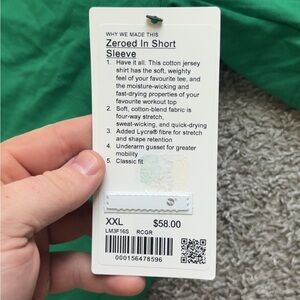 WHY WE MADE THIS
Zeroed In Short
Sleeve
1. Have it all. This cotton jersey
shirt has the soft, weighty
feel of your favourite tee, and
the moisture-wicking and
fast-drying properties of your
favourite workout top
2. Soft, cotton-blend fabric is
four-way stretch,
sweat-wicking, and quick-drying
3. Added Lycra® fibre for stretch
and shape retention
4. Underarm gusset for greater
mobility
5. Classic fit
XXL $58.00
LM3F16S RCGR
000156478596